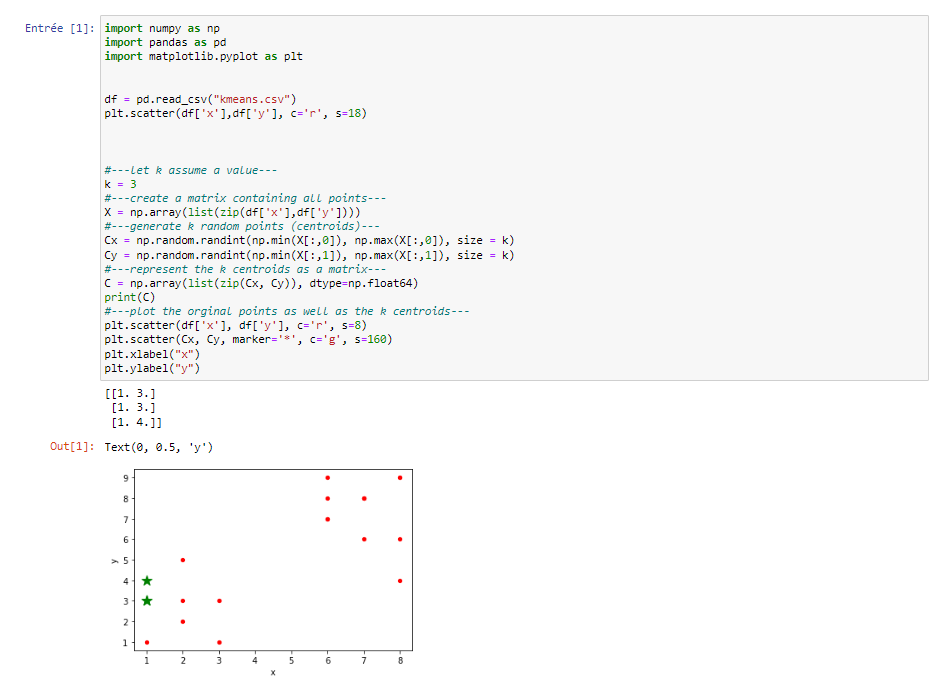 Entrée [1]: import numpy as np
import pandas as pd
import matplotlib.pyplot as plt
df = pd.read_csv("kmeans.csv")
plt.scatter(df['x'],df['y'], c='r', s=18)
#---let k assume a value---
k = 3
#---create a matrix containing all points---
X = np.array(list(zip(df['x'],df['y'])))
#---generate k random points (centroids)---
Cx = np.random.randint(np.min(X[:,0]), np.max(X[:,0]), size = k)
Cy = np.random.randint(np.min(X[:,1]), np.max(X[:,1]), size = k)
#---represent the k centroids as a matrix---
C = np.array(list(zip(Cx, Cy)), dtype=np.float64)
print(C)
#---plot the orginal points as well as the k centroids---
plt.scatter(df['x'], df['y'], c='r', s=8)
plt.scatter(Cx, Cy, marker='*', c='g', s=160)
plt.xlabel("x")
plt.ylabel("y")
[[1. 3.]
[1. 3.]
[1. 4.]]
Out[1]: Text(0, 0.5, 'y')
9
8
7
6
y 5
4
3
2
1
1 2 3 4 5 6 7 8
x